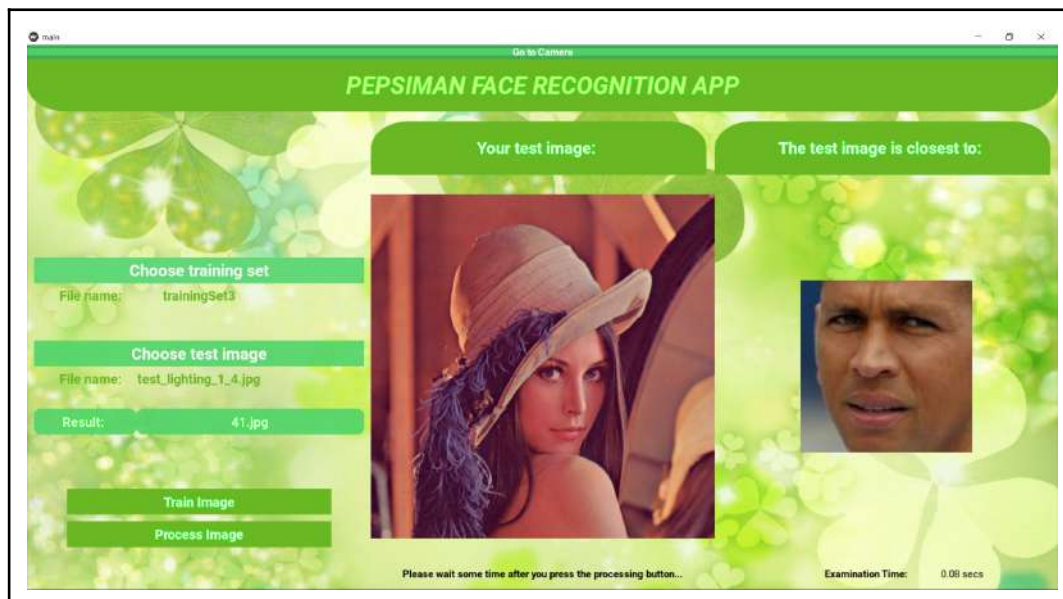 main
Go to Camera
PEPSIMAN FACE RECOGNITION APP
Your test image:
The test image is closest to:
Choose training set
File name: trainingSet3
Choose test image
File name: test_lighting_1_4.jpg
Result: 41.jpg
Train Image
Process Image
Please wait some time after you press the processing button...
Examination Time: 0.08 secs